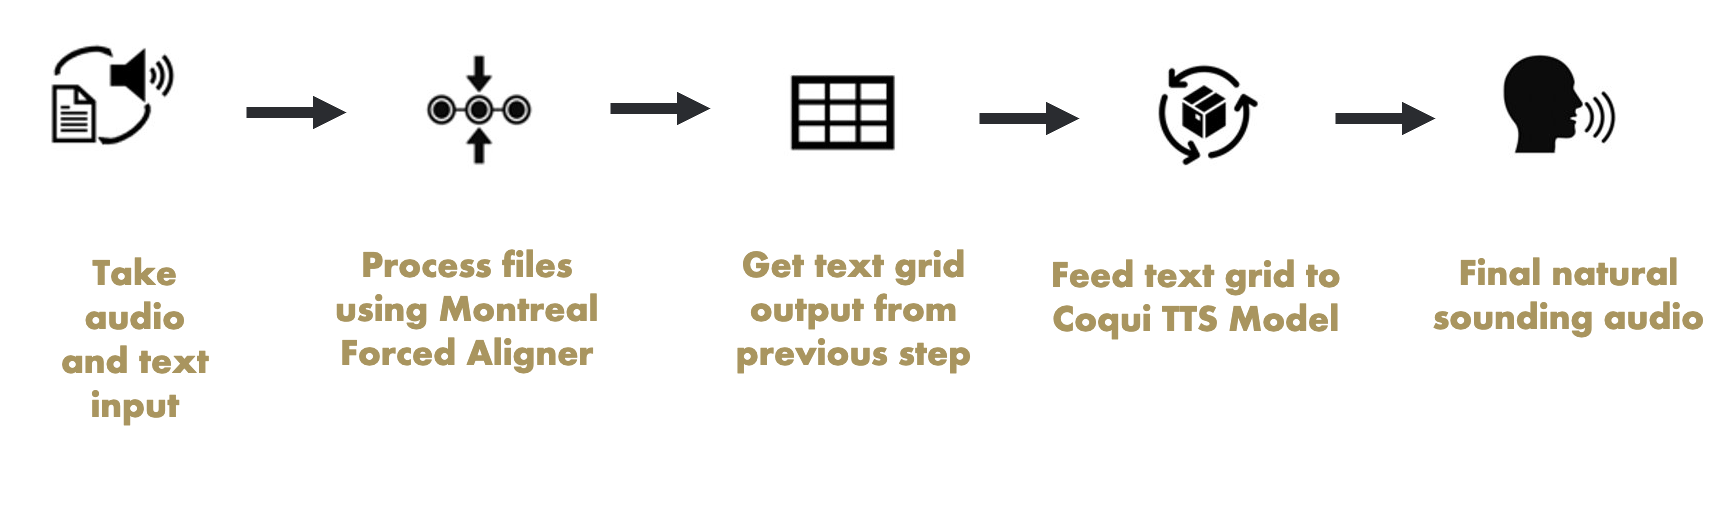 Take
audio
and text
input
Process files
using Montreal
Forced Aligner
Get text grid
output from
previous step
Feed text grid to
Coqui TTS Model
Final natural
sounding audio